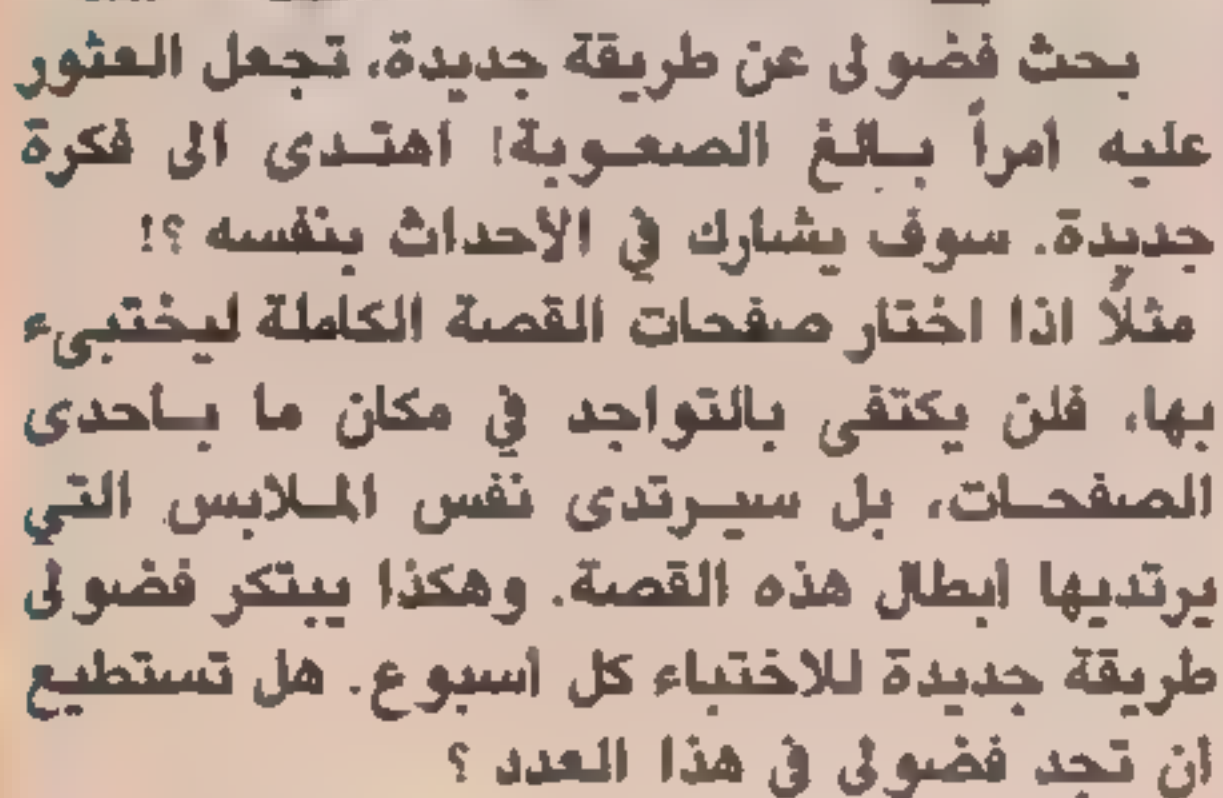 بحث فضولى عن طريقة جديدة، تجعل العثور
عليه امراً بالغ الصعوبة! اهتدى الى فكرة
جديدة. سوف يشارك في الأحداث بنفسه ؟!
مثلاً اذا اختار صفحات القصة الكاملة ليختبىء
بها، فلن يكتفى بالتواجد في مكان ما بأحدى
الصفحات، بل سيرتدى نفس الملابس التي
يرتديها ابطال هذه القصة. وهكذا يبتكر فضولى
طريقة جديدة للاختباء كل أسبوع. هل تستطيع
ان تجد فضولى في هذا العدد ؟